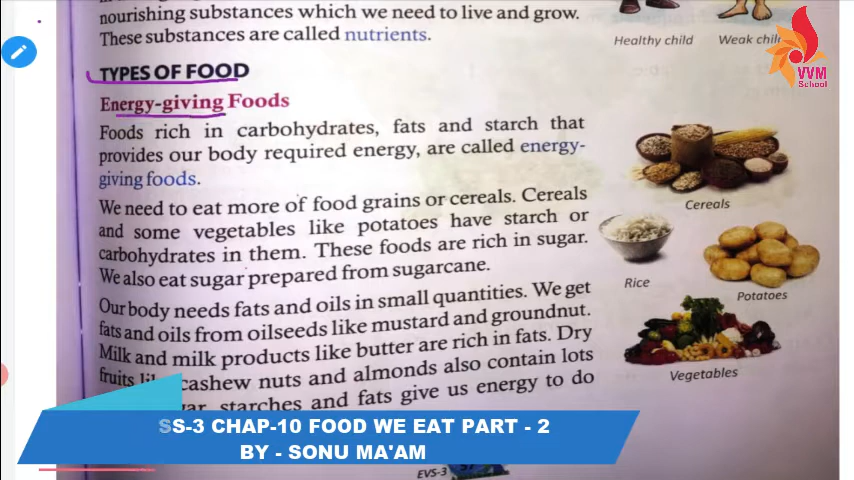 nourishing substances which we need to live and grow.
These substances are called nutrients.
Healthy child Weak child
VVM
School
TYPES OF FOOD
Energy-giving Foods
Foods rich in carbohydrates, fats and starch that
provides our body required energy, are called energy-
giving foods.
We need to eat more of food grains or cereals. Cereals
and some vegetables like potatoes have starch or
carbohydrates in them. These foods are rich in sugar.
We also eat sugar prepared from sugarcane.
Our body needs fats and oils in small quantities. We get
fats and oils from oilseeds like mustard and groundnut.
Milk and milk products like butter are rich in fats. Dry
fruits cashew nuts and almonds also contain lots
starches and fats give us energy to do
Cereals
Rice
Potatoes
Vegetables
SS-3 CHAP-10 FOOD WE EAT PART - 2
BY - SONU MA'AM
EVS-3